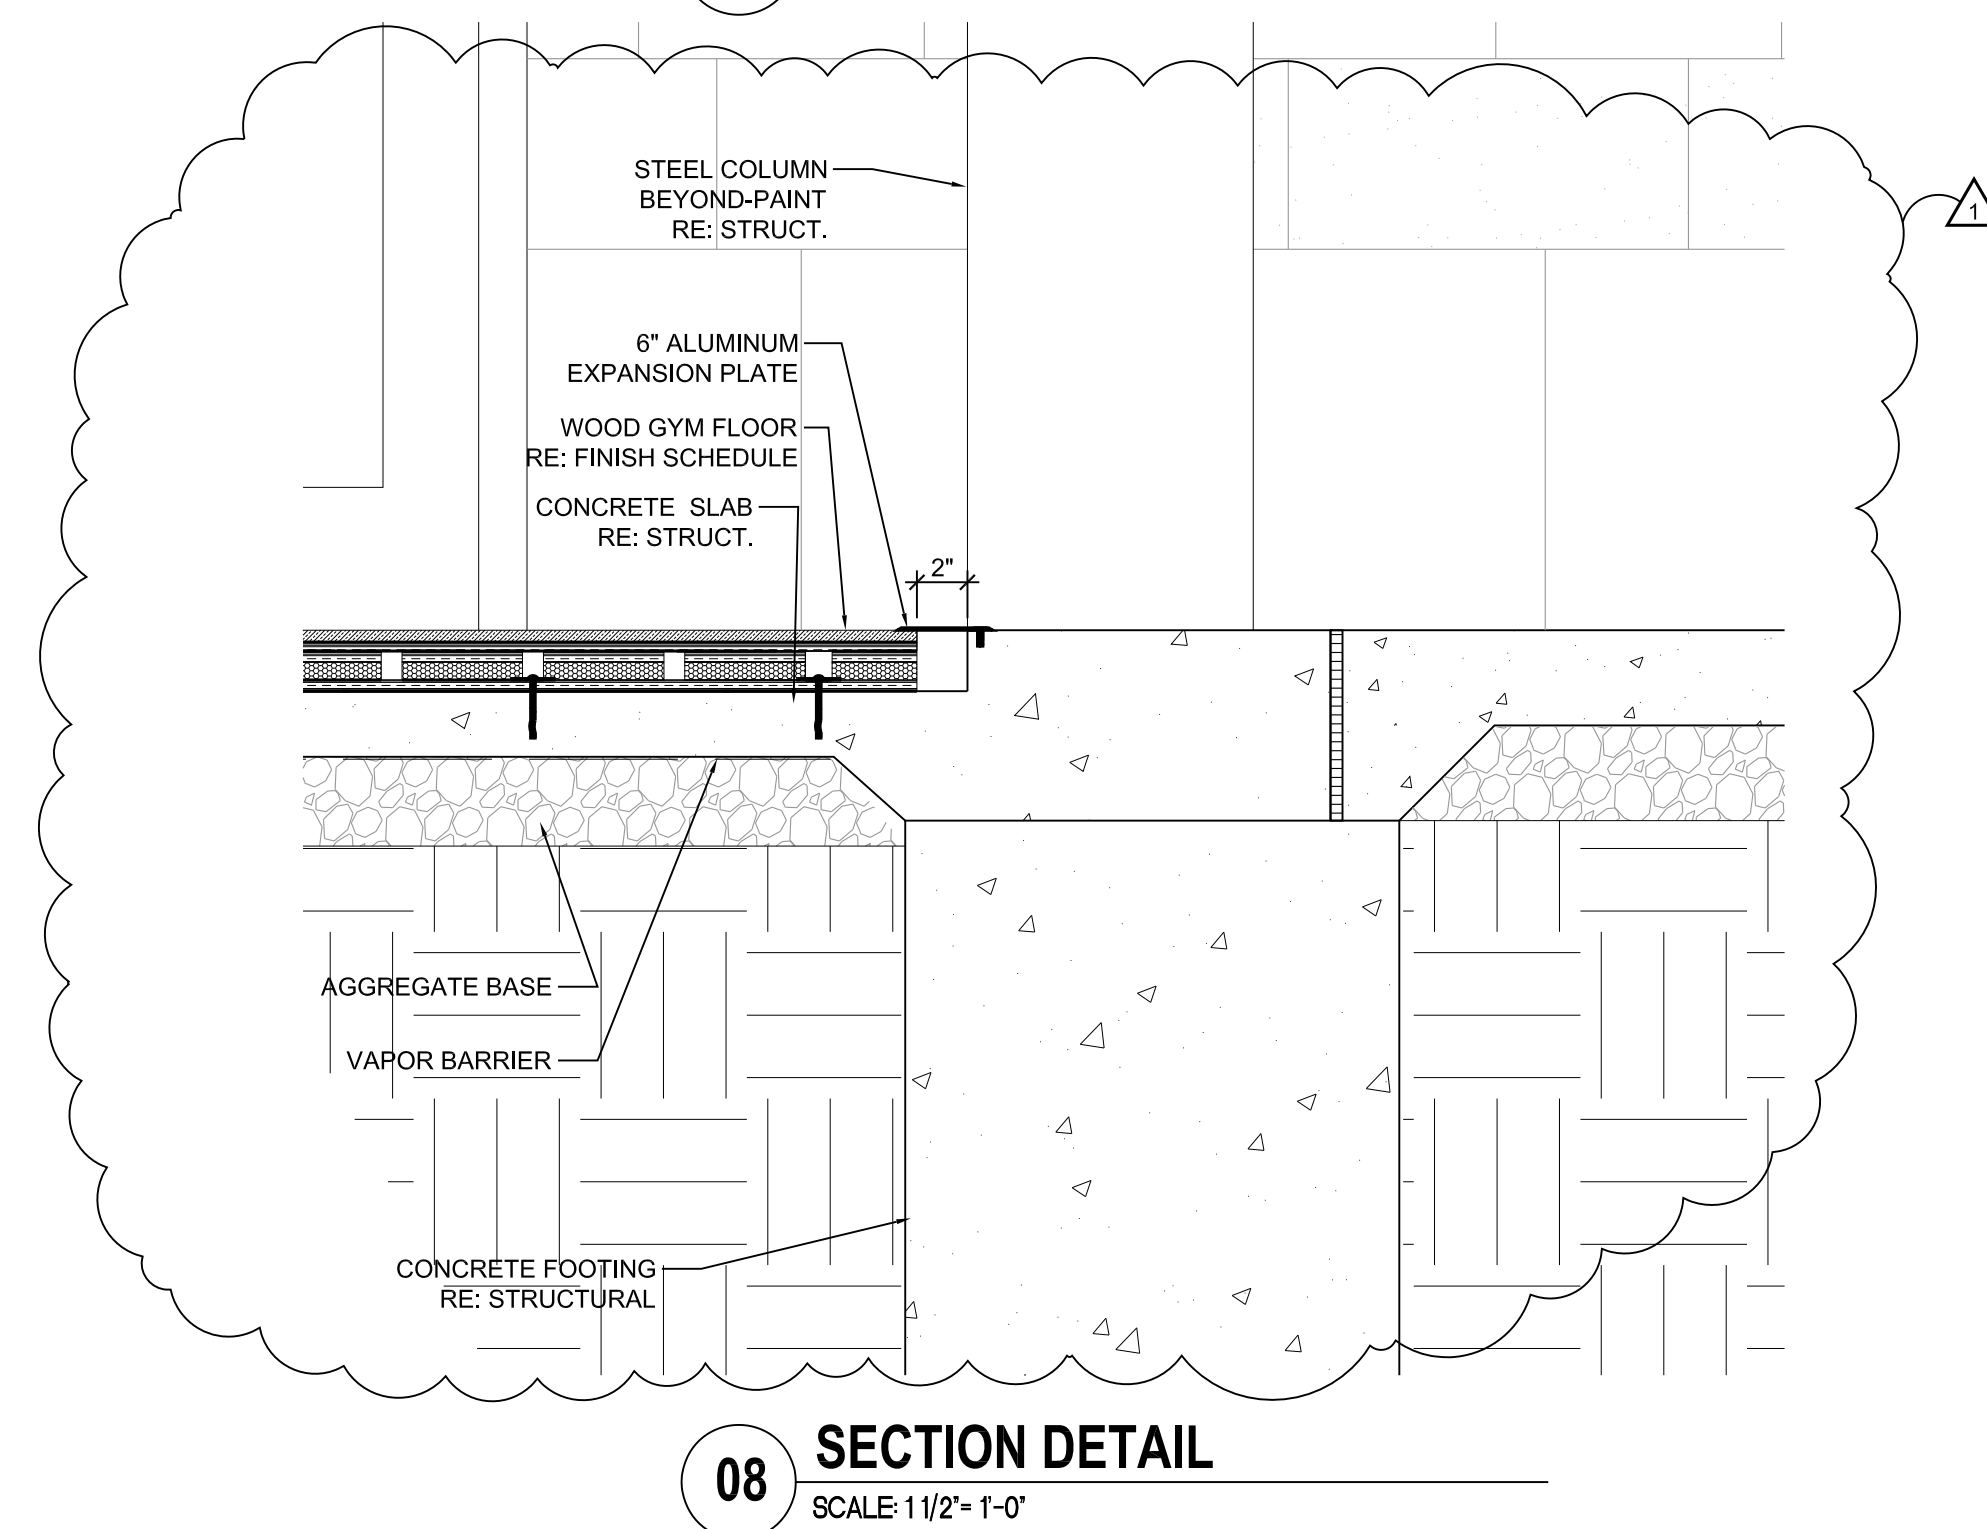 STEEL COLUMN
BEYOND-PAINT
RE: STRUCT.
1
6" ALUMINUM
EXPANSION PLATE
WOOD GYM FLOOR
RE: FINISH SCHEDULE
CONCRETE SLAB
RE: STRUCT.
2"
AGGREGATE BASE
VAPOR BARRIER
CONCRETE FOOTING
RE: STRUCTURAL
08
SECTION DETAIL
SCALE: 1 1/2"= 1'-0"